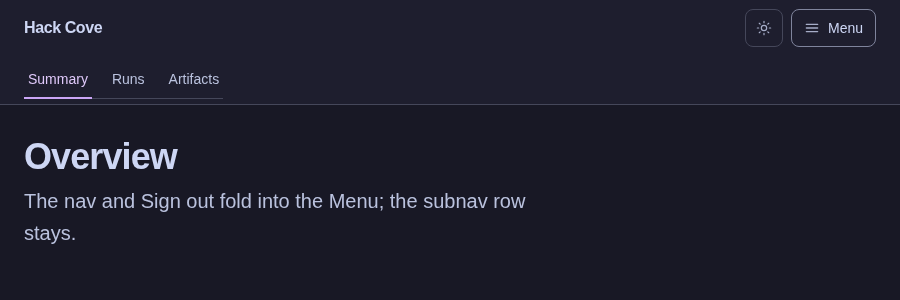 Hack Cove
Menu
Summary
Runs
Artifacts
Overview
The nav and Sign out fold into the Menu; the subnav row
stays.